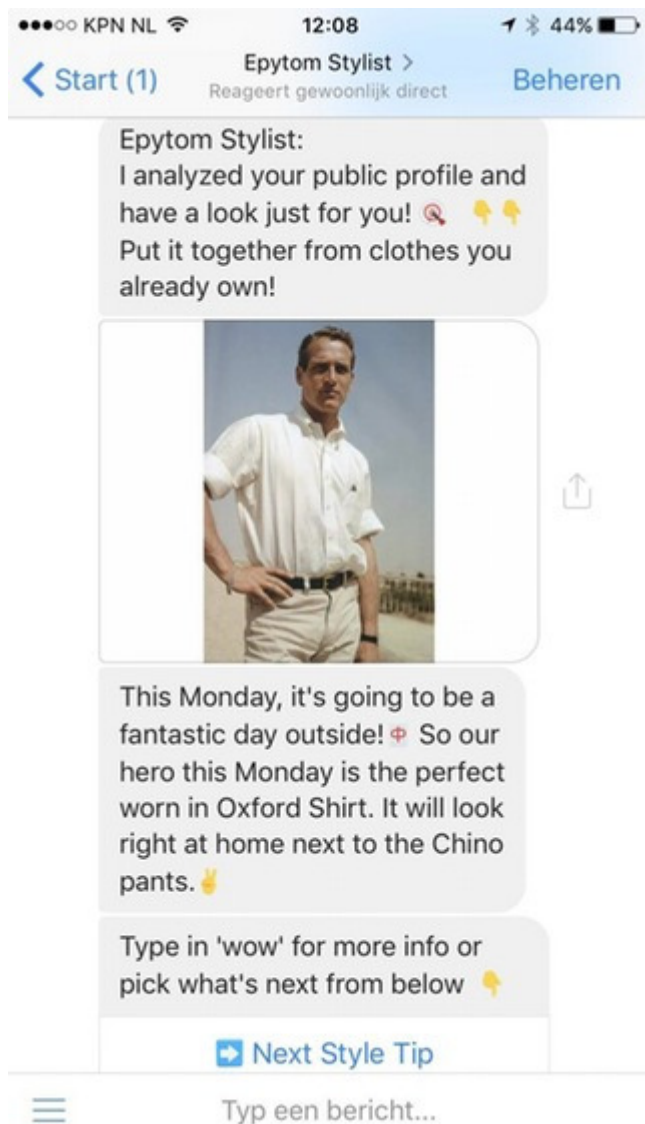 KPN NL 12:08 44%
Start (1) Epytom Stylist > Beheren
Reageert gewoonlijk direct
Epytom Stylist:
I analyzed your public profile and
have a look just for you! 🎯 👇👇
Put it together from clothes you
already own!
This Monday, it's going to be a
fantastic day outside!🀄 So our
hero this Monday is the perfect
worn in Oxford Shirt. It will look
right at home next to the Chino
pants.✌️
Type in 'wow' for more info or
pick what's next from below 👇
➡️ Next Style Tip
Typ een bericht...